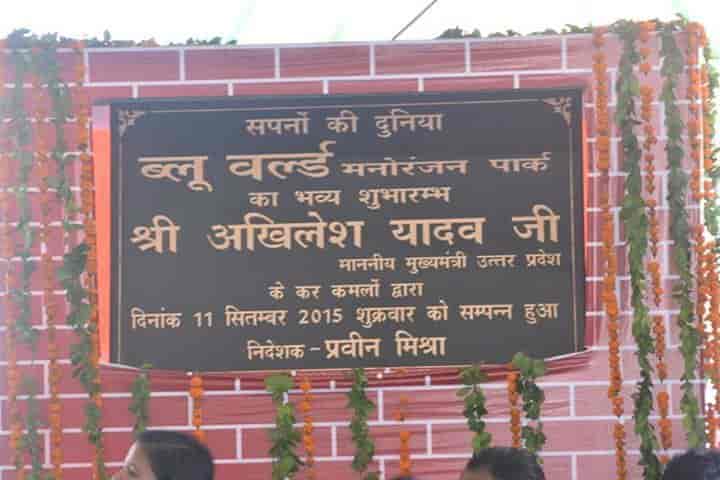 सपनों की दुनिया
ब्लू वर्ल्ड मनोरंजन पार्क
का भव्य शुभारम्भ
श्री अखिलेश यादव जी
माननीय मुख्यमंत्री उत्तर प्रदेश
के कर कमलों द्वारा
दिनांक 11 सितम्बर 2015 शुक्रवार को सम्पन्न हुआ
निदेशक - प्रवीन मिश्रा